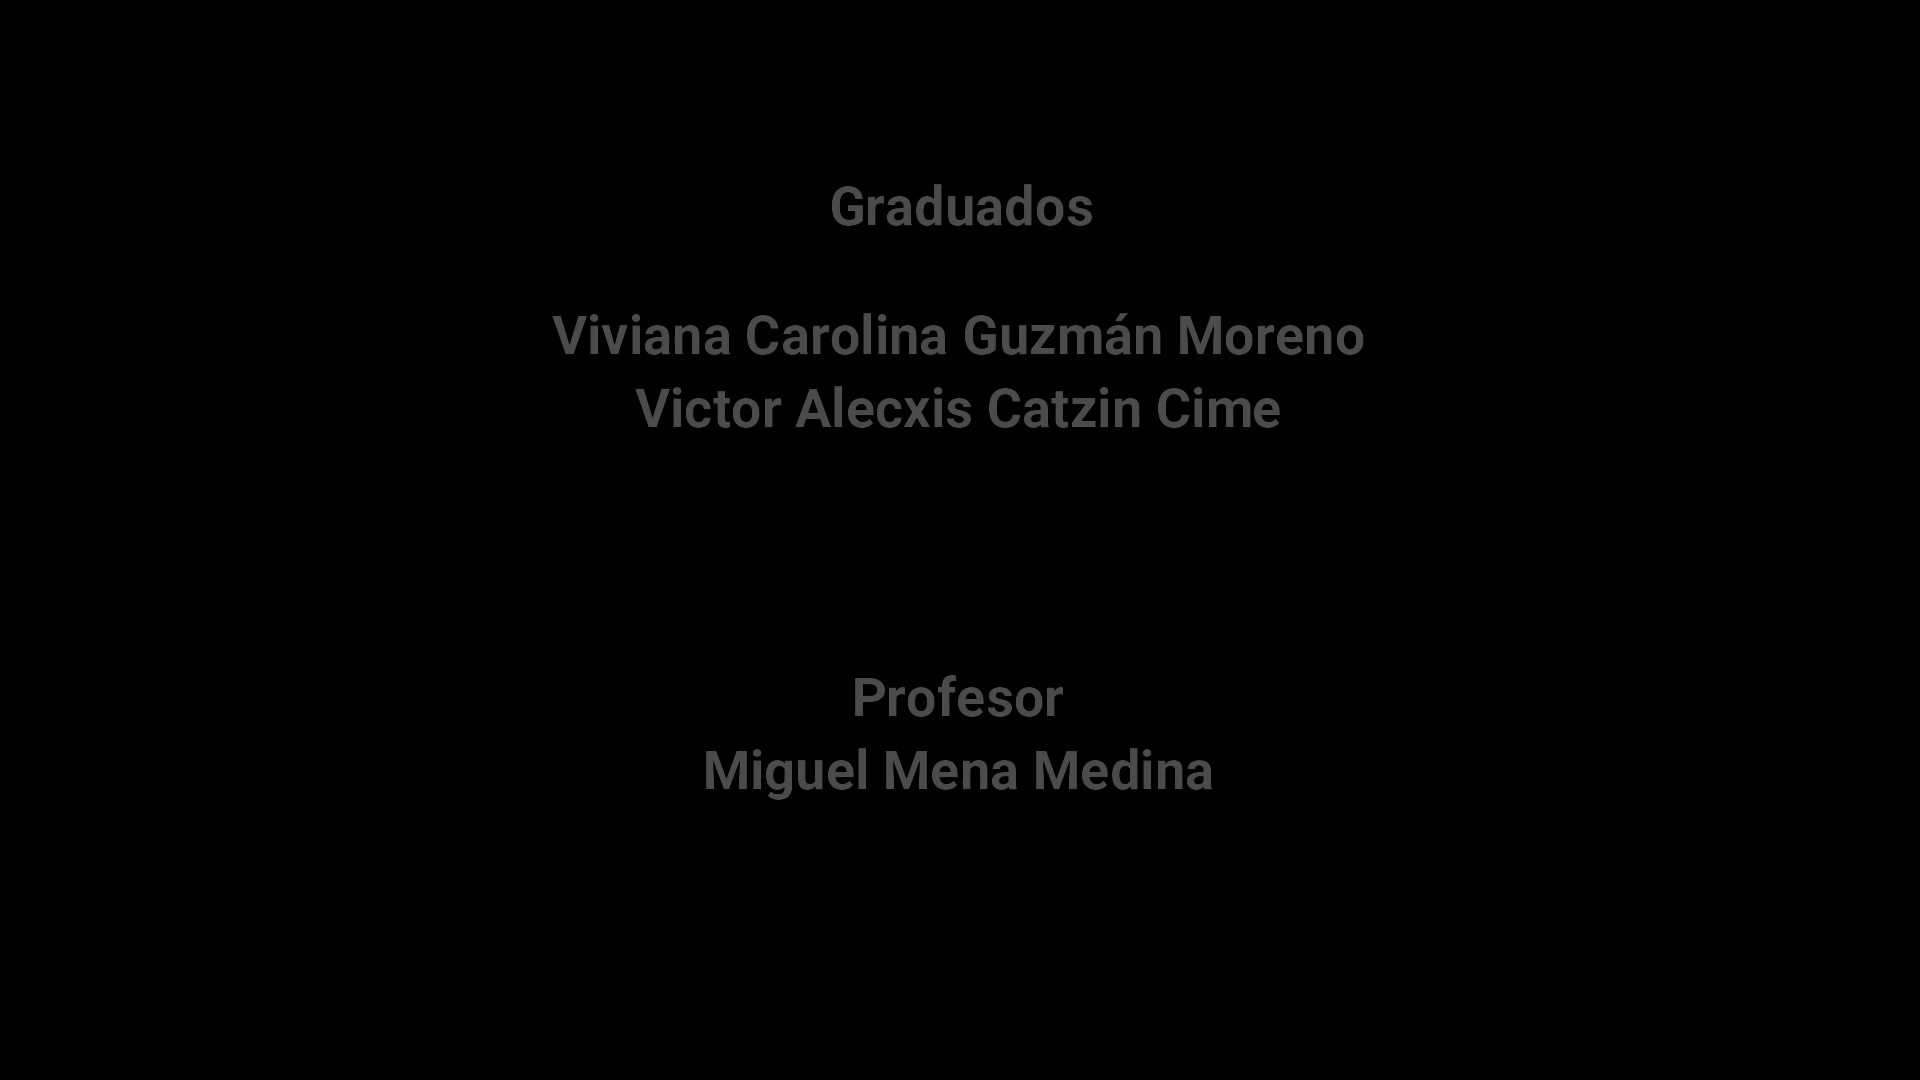 Graduados
Viviana Carolina Guzmán Moreno
Victor Alecxis Catzin Cime
Profesor
Miguel Mena Medina